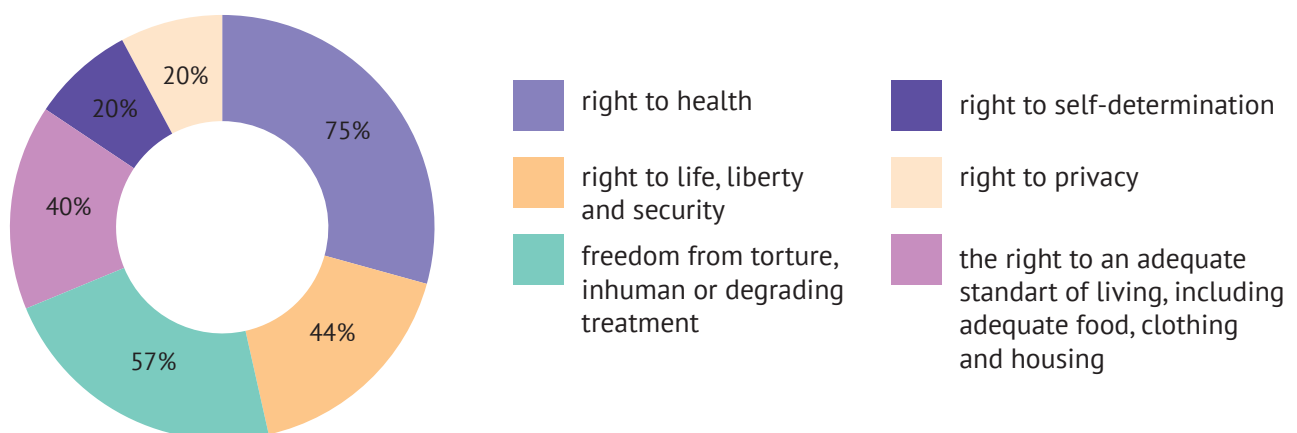 20%
20%
75%
40%
44%
57%
right to health
right to life, liberty
and security
freedom from torture,
inhuman or degrading
treatment
right to self-determination
right to privacy
the right to an adequate
standart of living, including
adequate food, clothing
and housing